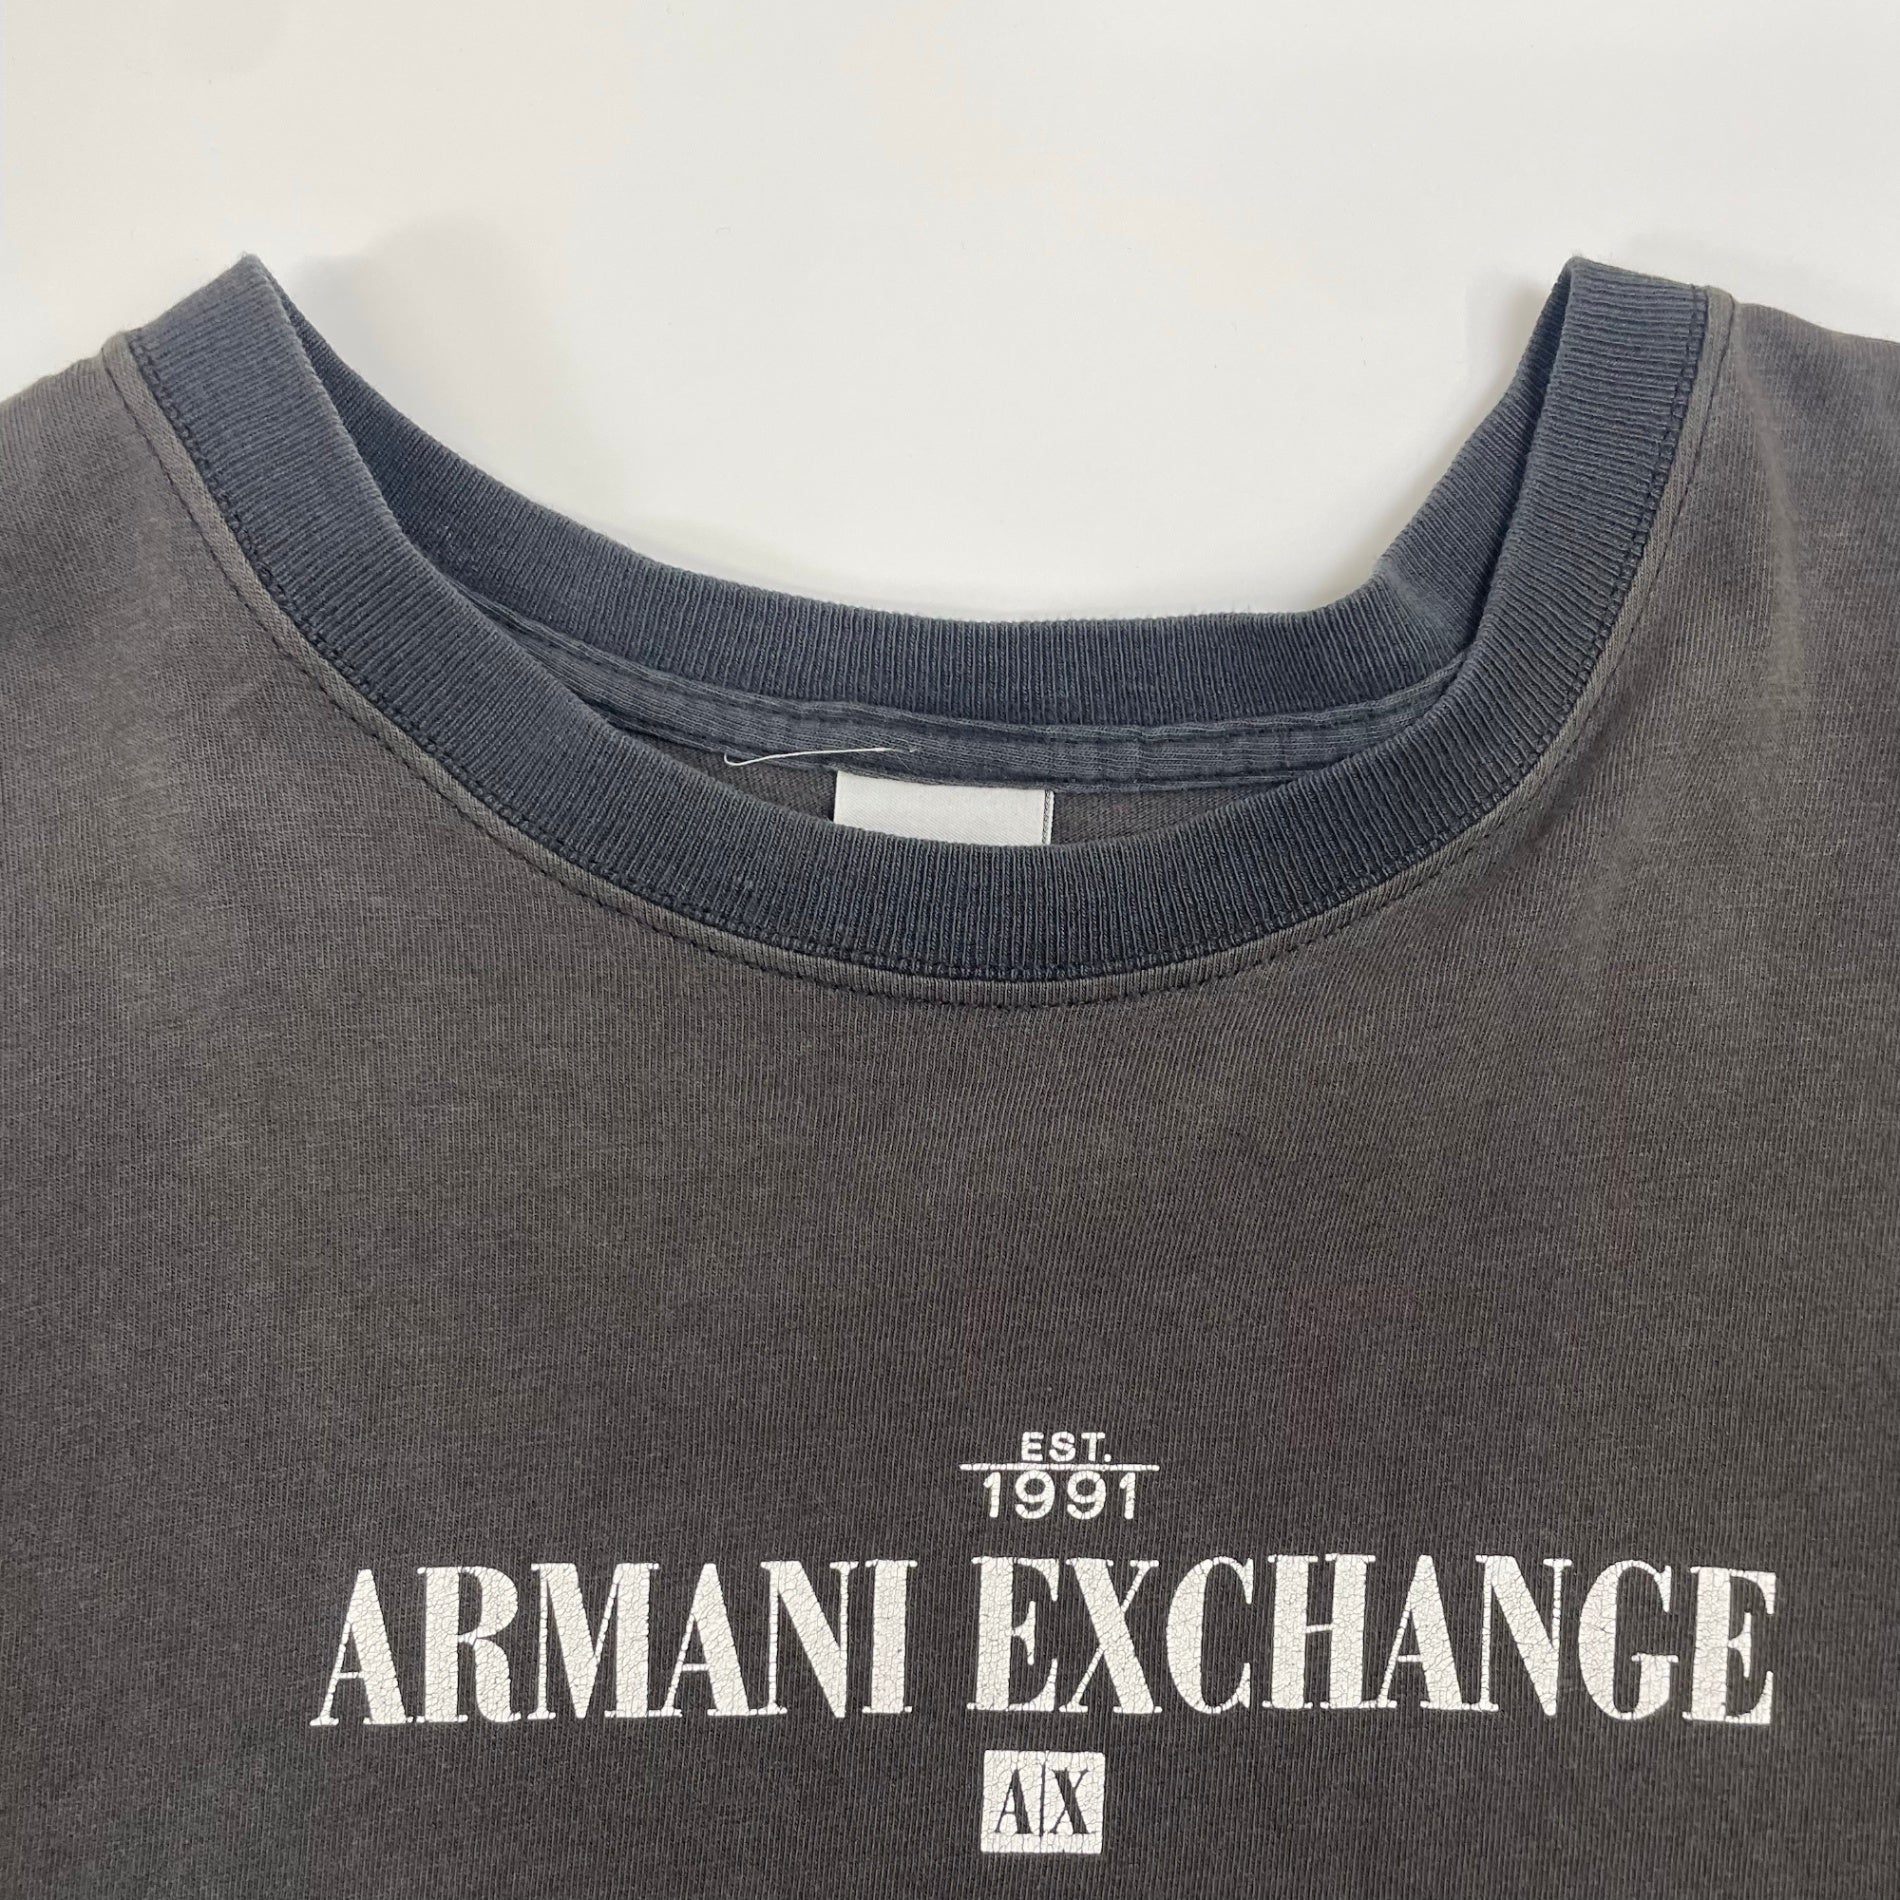 EST.
1991
ARMANI EXCHANGE
A|X